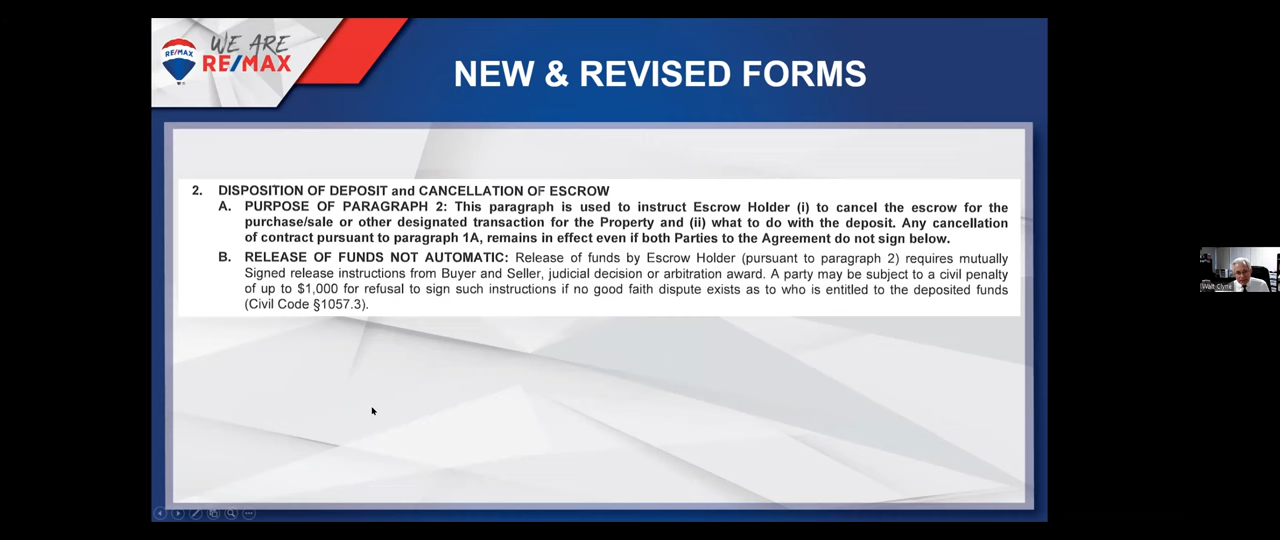 WE ARE
RE/MAX
RE/MAX
NEW & REVISED FORMS
2. DISPOSITION OF DEPOSIT and CANCELLATION OF ESCROW
A. PURPOSE OF PARAGRAPH 2: This paragraph is used to instruct Escrow Holder (i) to cancel the escrow for the
purchase/sale or other designated transaction for the Property and (ii) what to do with the deposit. Any cancellation
of contract pursuant to paragraph 1A, remains in effect even if both Parties to the Agreement do not sign below.
B. RELEASE OF FUNDS NOT AUTOMATIC: Release of funds by Escrow Holder (pursuant to paragraph 2) requires mutually
Signed release instructions from Buyer and Seller, judicial decision or arbitration award. A party may be subject to a civil penalty
of up to $1,000 for refusal to sign such instructions if no good faith dispute exists as to who is entitled to the deposited funds
(Civil Code §1057.3).
Walt Clyne